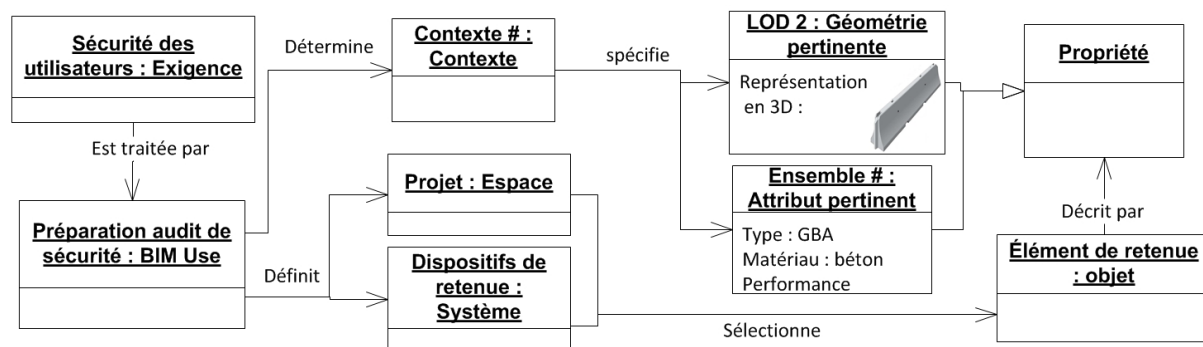 Sécurité des
utilisateurs : Exigence
Est traitée par
Préparation audit de
sécurité : BIM Use
Détermine
Définit
Contexte # :
Contexte
Projet : Espace
Dispositifs de
retenue :
Système
spécifie
LOD 2 : Géométrie
pertinente
Représentation
en 3D :
Ensemble # :
Attribut pertinent
Type : GBA
Matériau : béton
Performance
Sélectionne
Propriété
Décrit par
Élément de retenue
: objet